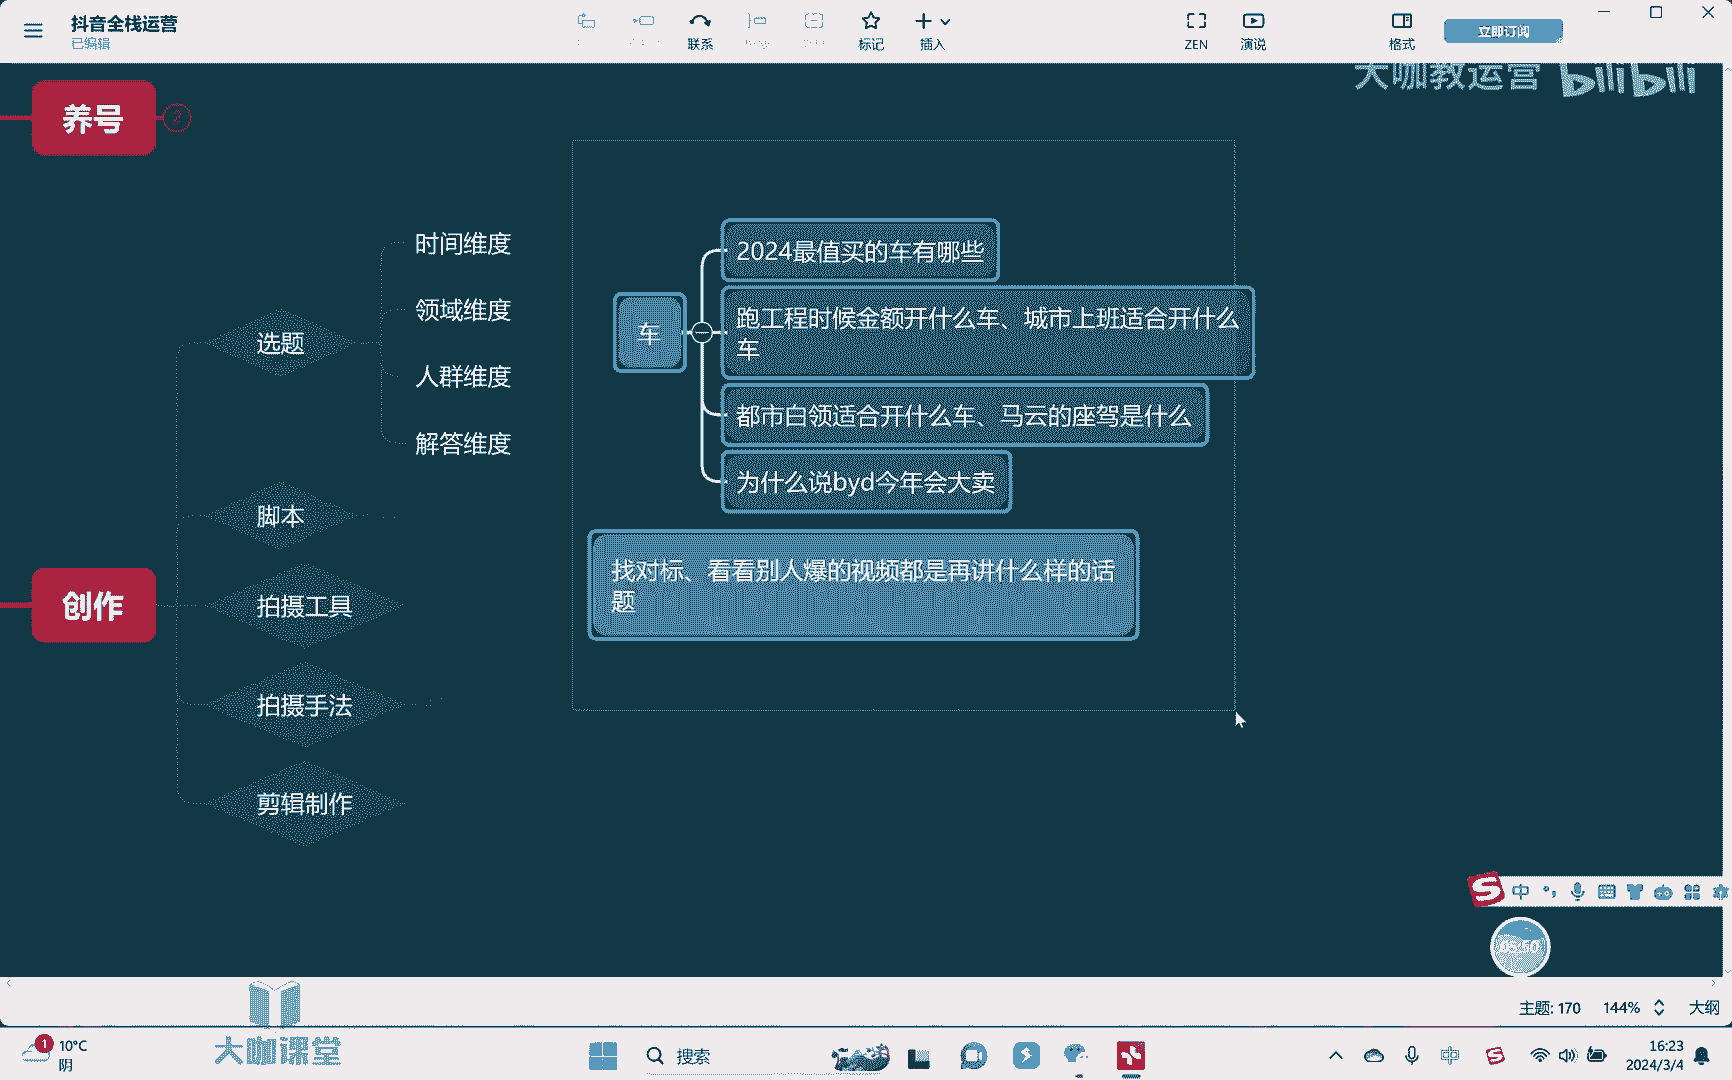 抖音全栈运营
已编辑
联系
标记
插入
ZEN
演说
格式
立即订阅
大咖教运营 bilibili
养号
2
时间维度
领域维度
人群维度
解答维度
选题
脚本
创作
拍摄工具
拍摄手法
剪辑制作
车
2024最值买的车有哪些
跑工程时候金额开什么车、城市上班适合开什么
车
都市白领适合开什么车、马云的座驾是什么
为什么说byd今年会大卖
找对标、看看别人爆的视频都是再讲什么样的话
题
中
主题: 170
144%
大纲
大咖课堂
1
10°C
阴
搜索
中
16:23
2024/3/4